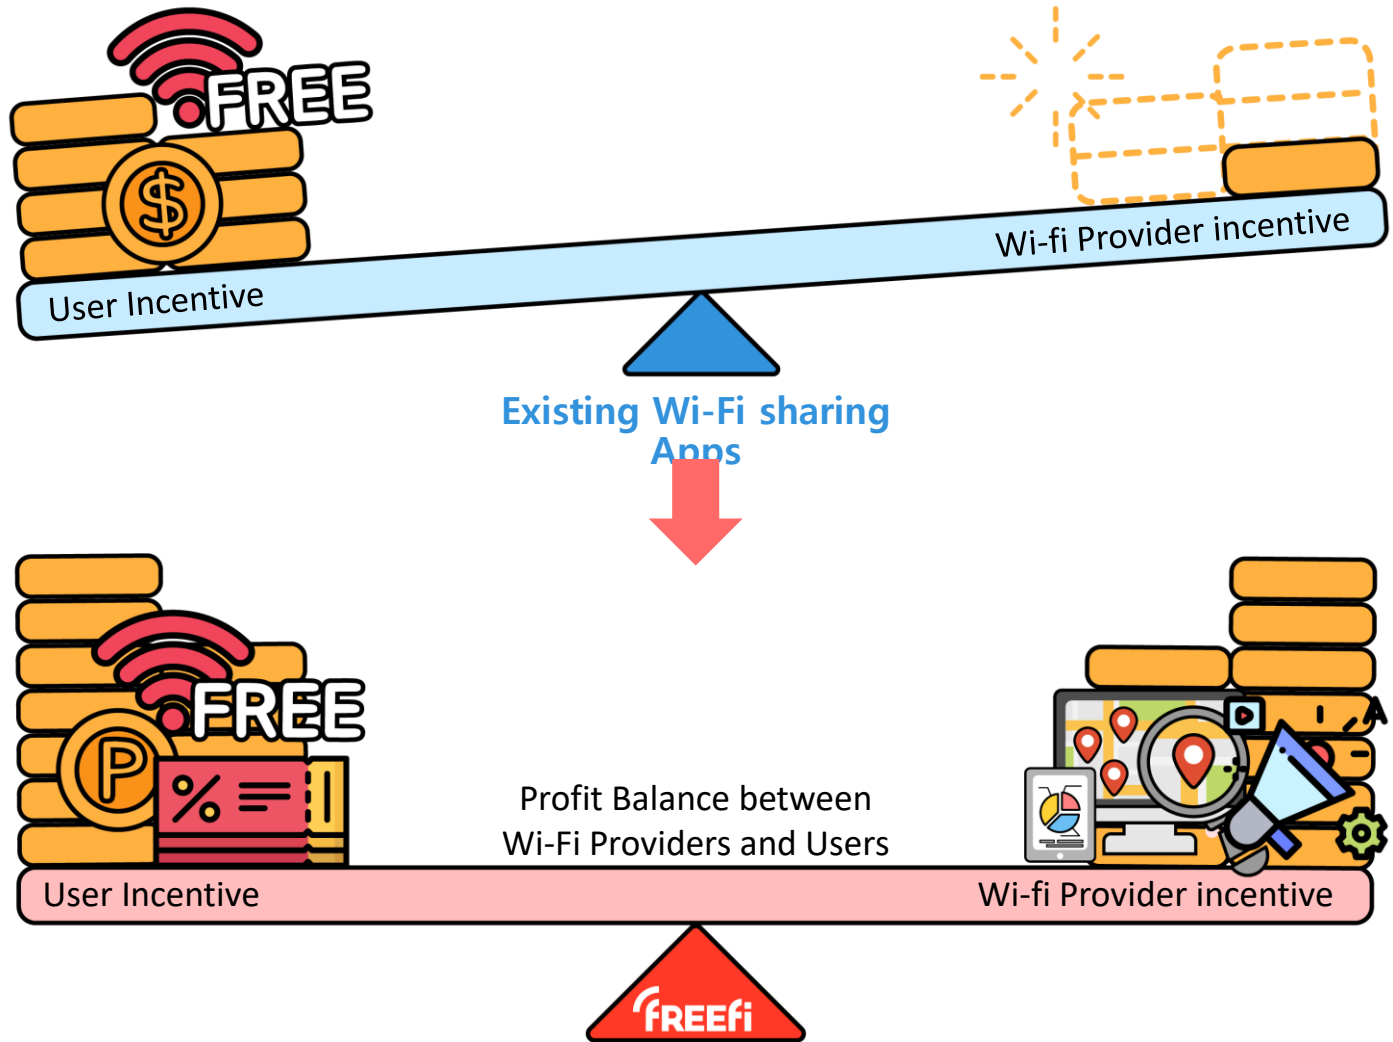 FREE
$
Wi-fi Provider incentive
User Incentive
Existing Wi-Fi sharing
Apps
FREE
P
%
A
Profit Balance between
Wi-Fi Providers and Users
User Incentive
Wi-fi Provider incentive
fREEfi